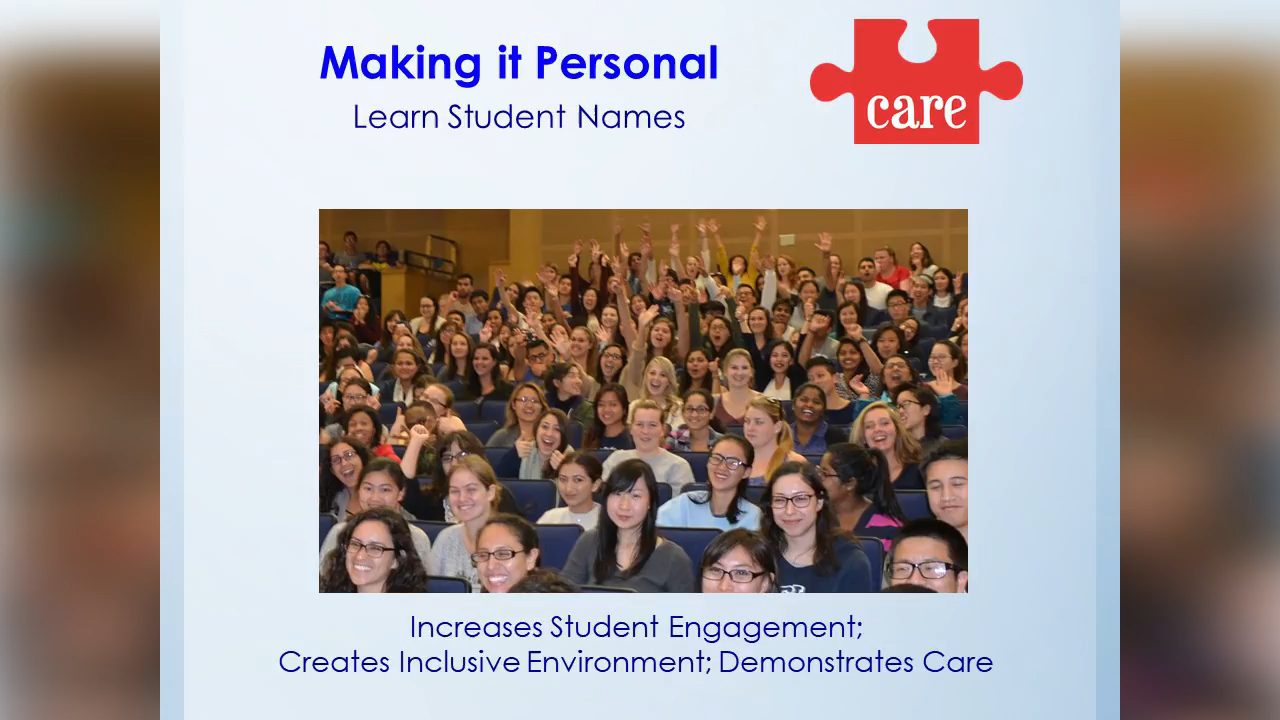 Making it Personal
Learn Student Names
care
Increases Student Engagement;
Creates Inclusive Environment; Demonstrates Care